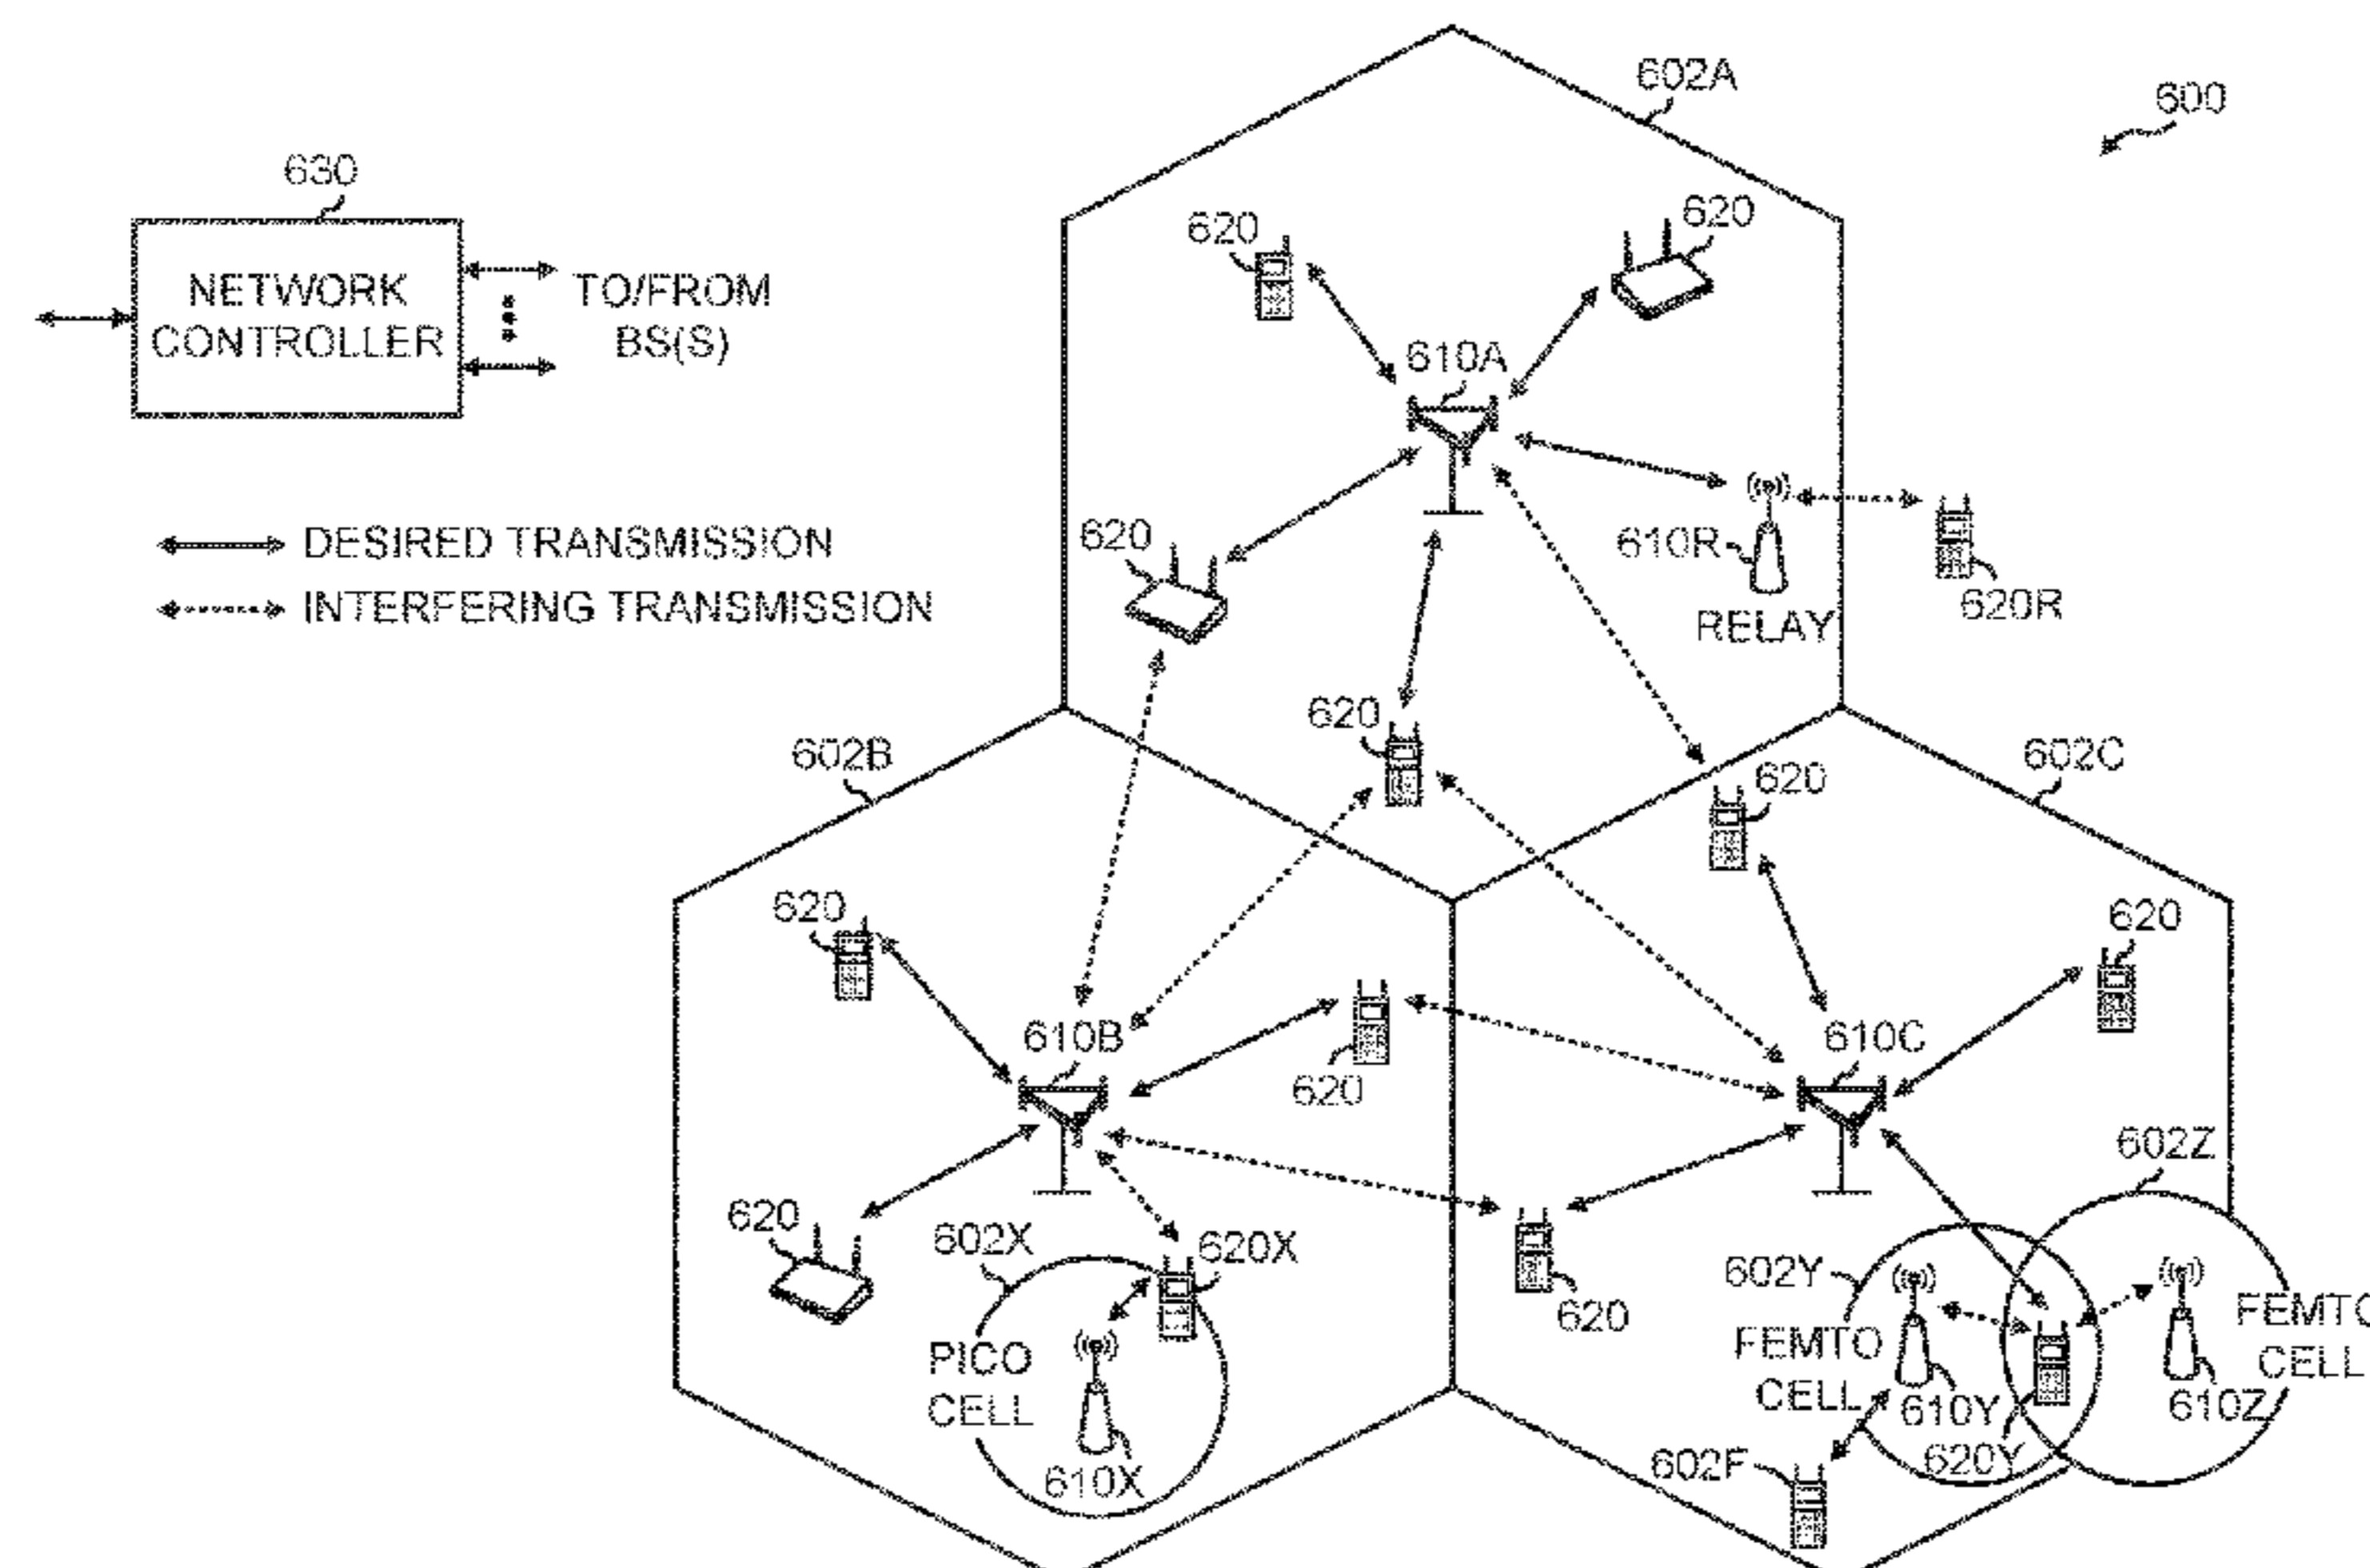 602A
600
630
NETWORK
CONTROLLER
TO/FROM
BS(S)
620
620
610A
DESIRED TRANSMISSION
INTERFERING TRANSMISSION
620
610R
RELAY
620R
620
602B
620
602C
620
620
610B
620
610C
602Z
620
602X
620X
620
602Y
PICO
CELL
610X
FEMTO
CELL
610Y
620Y
602F
610Z
CELL